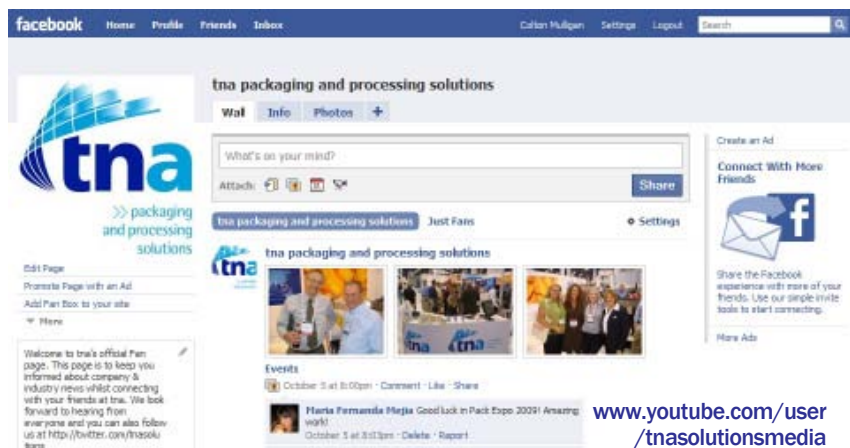 facebook Home Profile Friends Inbox
Colton Mulligan Settings Logout Search
tna packaging and processing solutions
Wall Info Photos +
What's on your mind?
Attach:
Share
tna packaging and processing solutions Just Fans
Settings
tna
>> packaging
and processing
solutions
Edit Page
Promote Page with an Ad
Add Fan Box to your site
More
Welcome to tna's official Fan
page. This page is to keep you
informed about company &
industry news whilst connecting
with your friends at tna. We look
forward to hearing from
everyone and you can also follow
us at http://twitter.com/tnasolu
tions
tna
tna packaging and processing solutions
tna tna
Events
October 5 at 8:00pm · Comment · Like · Share
Maria Fernanda Mejia Good luck in Pack Expo 2009! Amazing
work!
October 5 at 8:03pm · Delete · Report
Create an Ad
Connect With More
Friends
f
Share the Facebook
experience with more of your
friends. Use our simple invite
tools to start connecting.
More Ads
www.youtube.com/user
/tnasolutionsmedia